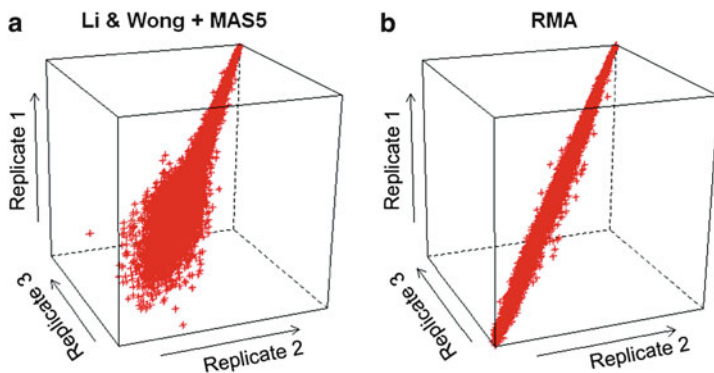 a Li & Wong + MAS5
Replicate 1
Replicate 3
Replicate 2
b RMA
Replicate 1
Replicate 3
Replicate 2